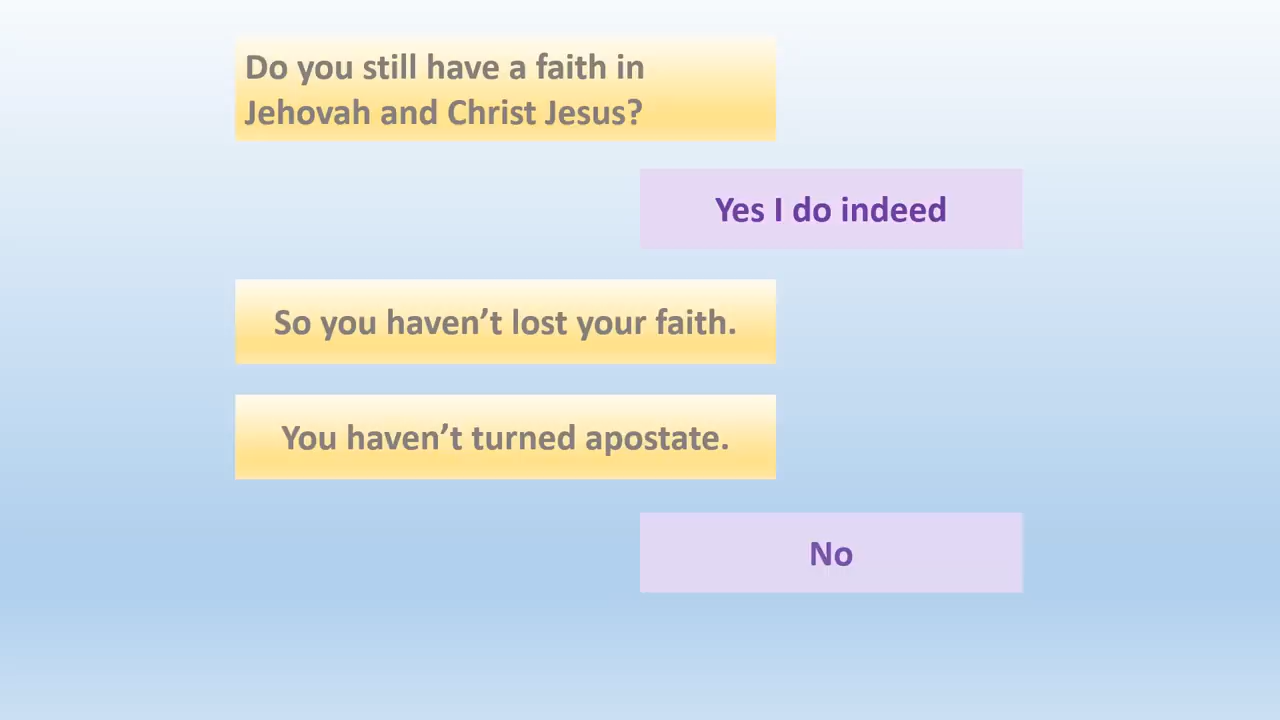 Do you still have a faith in
Jehovah and Christ Jesus?
Yes I do indeed
So you haven’t lost your faith.
You haven’t turned apostate.
No